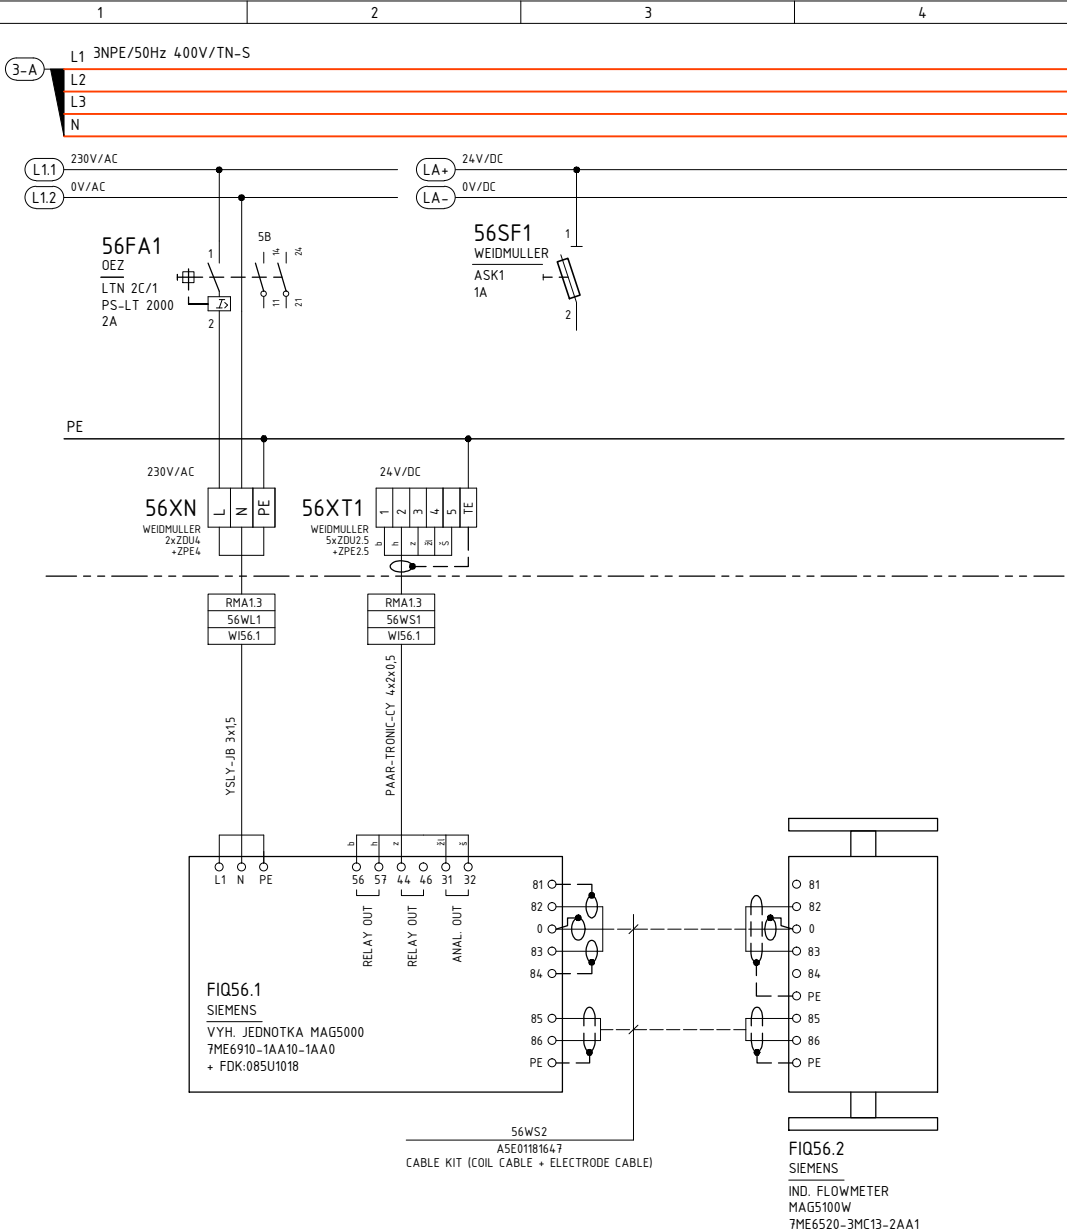 1 2 3 4
L1 3NPE/50Hz 400V/TN-S
3-A
L2
L3
N
L1.1 230V/AC LA+ 24V/DC
L1.2 0V/AC LA- 0V/DC
56FA1
OEZ
LTN 2C/1
PS-LT 2000
2A
1
I>
2
5B
14 24
11 21
56SF1
WEIDMULLER
ASK1
1A
1
2
PE
230V/AC
56XN
WEIDMULLER
2xZDU4
+ZPE4
L N PE
24V/DC
56XT1
WEIDMULLER
5xZDU2.5
+ZPE2.5
1 2 3 4 5 TE
b h z žl š
RMA1.3
56WL1
WI56.1
RMA1.3
56WS1
WI56.1
YSLY-JB 3x1,5
PAAR-TRONIC-CY 4x2x0,5
b h z žl š
L1 N PE
56 57 44 46 31 32
RELAY OUT
RELAY OUT
ANAL. OUT
81
82
0
83
84
85
86
PE
FIQ56.1
SIEMENS
VYH. JEDNOTKA MAG5000
7ME6910-1AA10-1AA0
+ FDK:085U1018
81
82
0
83
84
PE
85
86
PE
56WS2
A5E01181647
CABLE KIT (COIL CABLE + ELECTRODE CABLE)
FIQ56.2
SIEMENS
IND. FLOWMETER
MAG5100W
7ME6520-3MC13-2AA1